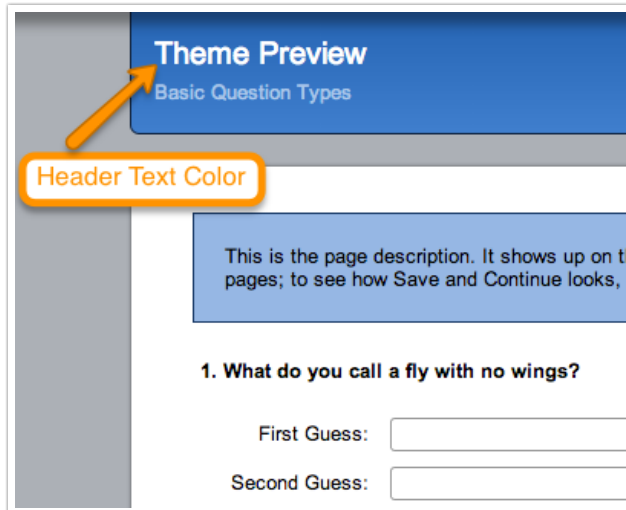 Theme Preview
Basic Question Types
Header Text Color
This is the page description. It shows up on
pages; to see how Save and Continue looks,
1. What do you call a fly with no wings?
First Guess:
Second Guess: